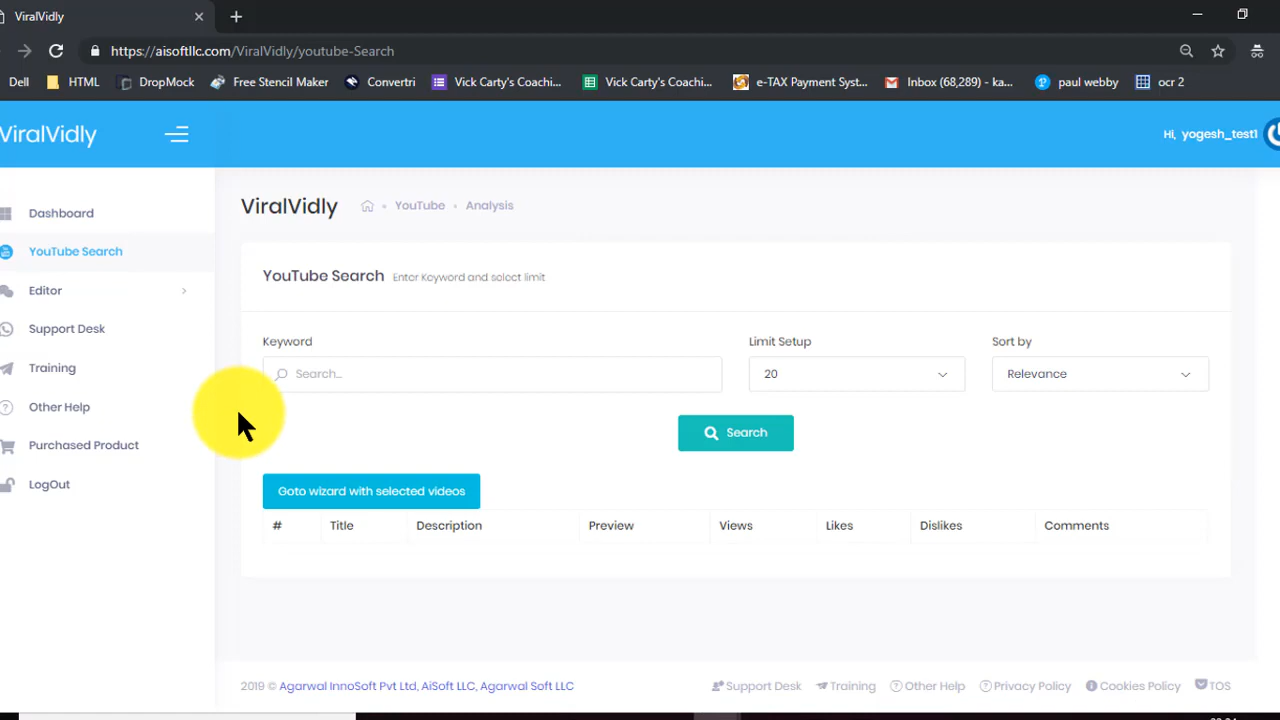 ViralVidly
https://aisoftllc.com/ViralVidly/youtube-Search
Dell HTML DropMock Free Stencil Maker Convertri Vick Carty's Coachi... Vick Carty's Coachi... e-TAX Payment Syst... Inbox (68,289) - ka... paul webby ocr 2
ViralVidly
Hi, yogesh_test1
Dashboard
YouTube Search
Editor
Support Desk
Training
Other Help
Purchased Product
LogOut
ViralVidly YouTube Analysis
YouTube Search Enter Keyword and select limit
Keyword Limit Setup Sort by
Search... 20 Relevance
Search
Goto wizard with selected videos
# Title Description Preview Views Likes Dislikes Comments
2019 © Agarwal InnoSoft Pvt Ltd, AiSoft LLC, Agarwal Soft LLC
Support Desk Training Other Help Privacy Policy Cookies Policy TOS